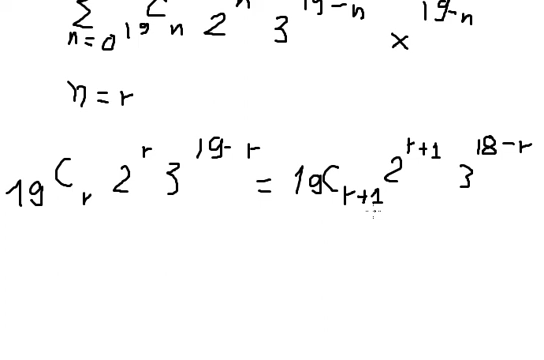 ∑_{n=0} 19C_n 2^n 3^{19-n} x^{19-n}
n = r
19C_r 2^r 3^{19-r} = 19C_{r+1} 2^{r+1} 3^{18-r}